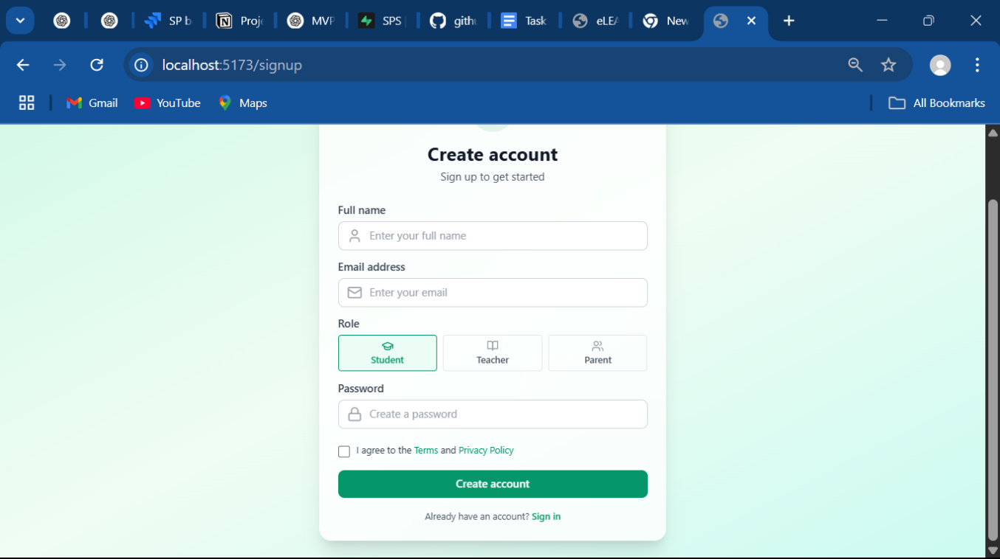 SP b
Proje
MVP
SPS
githu
Task
eLEA
New
localhost:5173/signup
Gmail
YouTube
Maps
All Bookmarks
Create account
Sign up to get started
Full name
Enter your full name
Email address
Enter your email
Role
Student
Teacher
Parent
Password
Create a password
I agree to the Terms and Privacy Policy
Create account
Already have an account? Sign in